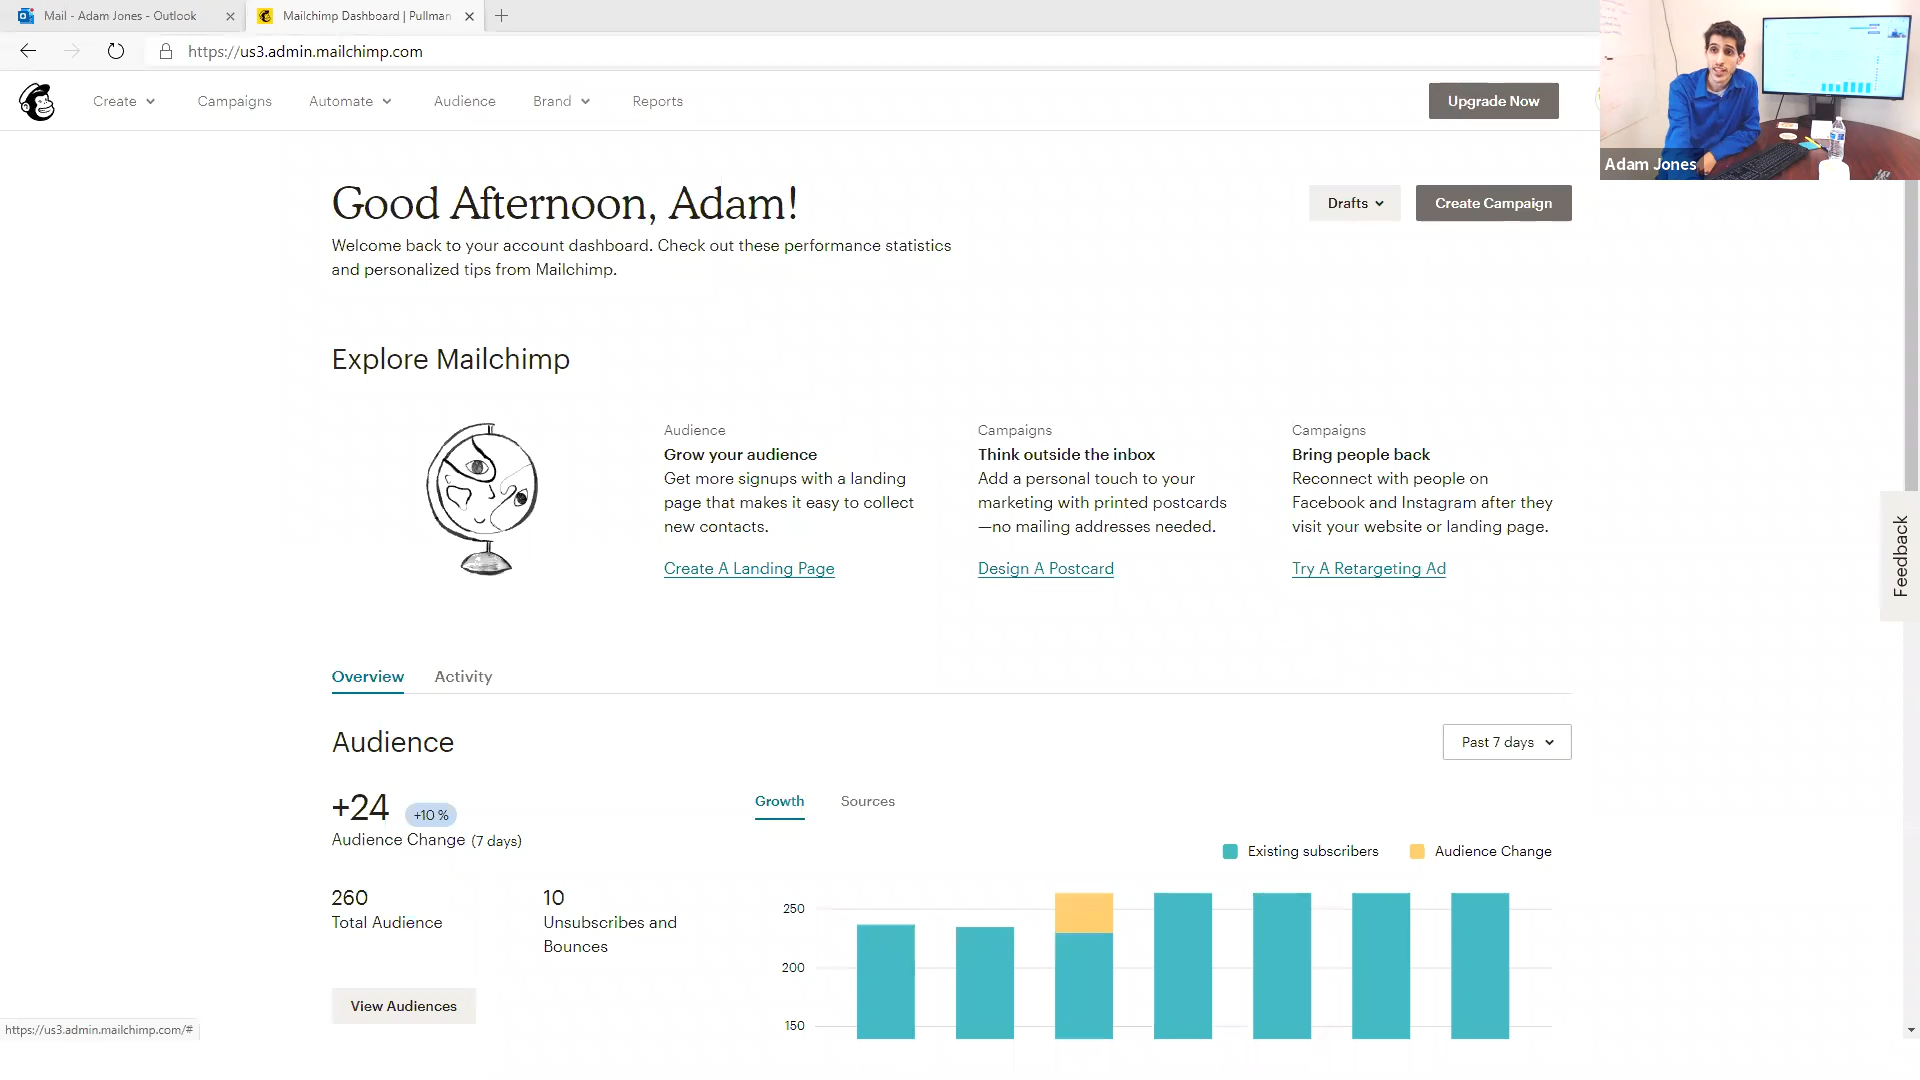 Mail - Adam Jones - Outlook
Mailchimp Dashboard | Pullman
https://us3.admin.mailchimp.com
Create
Campaigns
Automate
Audience
Brand
Reports
Upgrade Now
Adam Jones
Good Afternoon, Adam!
Drafts
Create Campaign
Welcome back to your account dashboard. Check out these performance statistics
and personalized tips from Mailchimp.
Explore Mailchimp
Audience
Grow your audience
Get more signups with a landing
page that makes it easy to collect
new contacts.
Create A Landing Page
Campaigns
Think outside the inbox
Add a personal touch to your
marketing with printed postcards
—no mailing addresses needed.
Design A Postcard
Campaigns
Bring people back
Reconnect with people on
Facebook and Instagram after they
visit your website or landing page.
Try A Retargeting Ad
Feedback
Overview
Activity
Audience
Past 7 days
+24
+10 %
Audience Change (7 days)
260
Total Audience
10
Unsubscribes and
Bounces
View Audiences
Growth
Sources
Existing subscribers
Audience Change
250
200
150
https://us3.admin.mailchimp.com/#